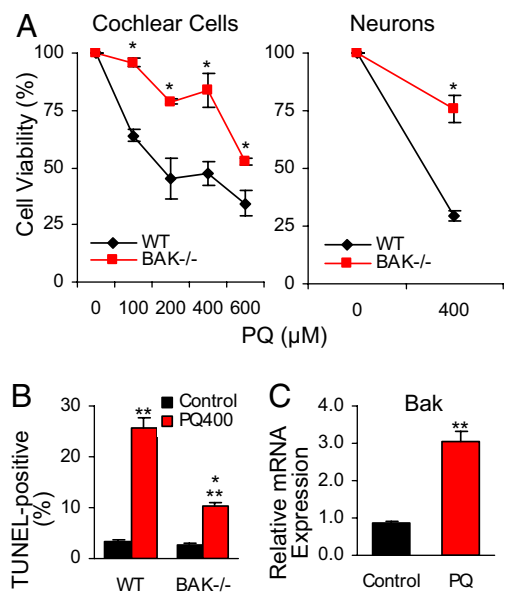 A
Cochlear Cells
Neurons
Cell Viability (%)
100
75
50
25
0
* * * *
WT
BAK-/-
0 100 200 400 600
100
75
50
25
0
*
WT
BAK-/-
0 400
PQ (µM)
B
Control
PQ400
TUNEL-positive
(%)
30
20
10
0
**
*
**
WT BAK-/-
C
Bak
Relative mRNA
Expression
4.0
3.0
2.0
1.0
0.0
**
Control PQ